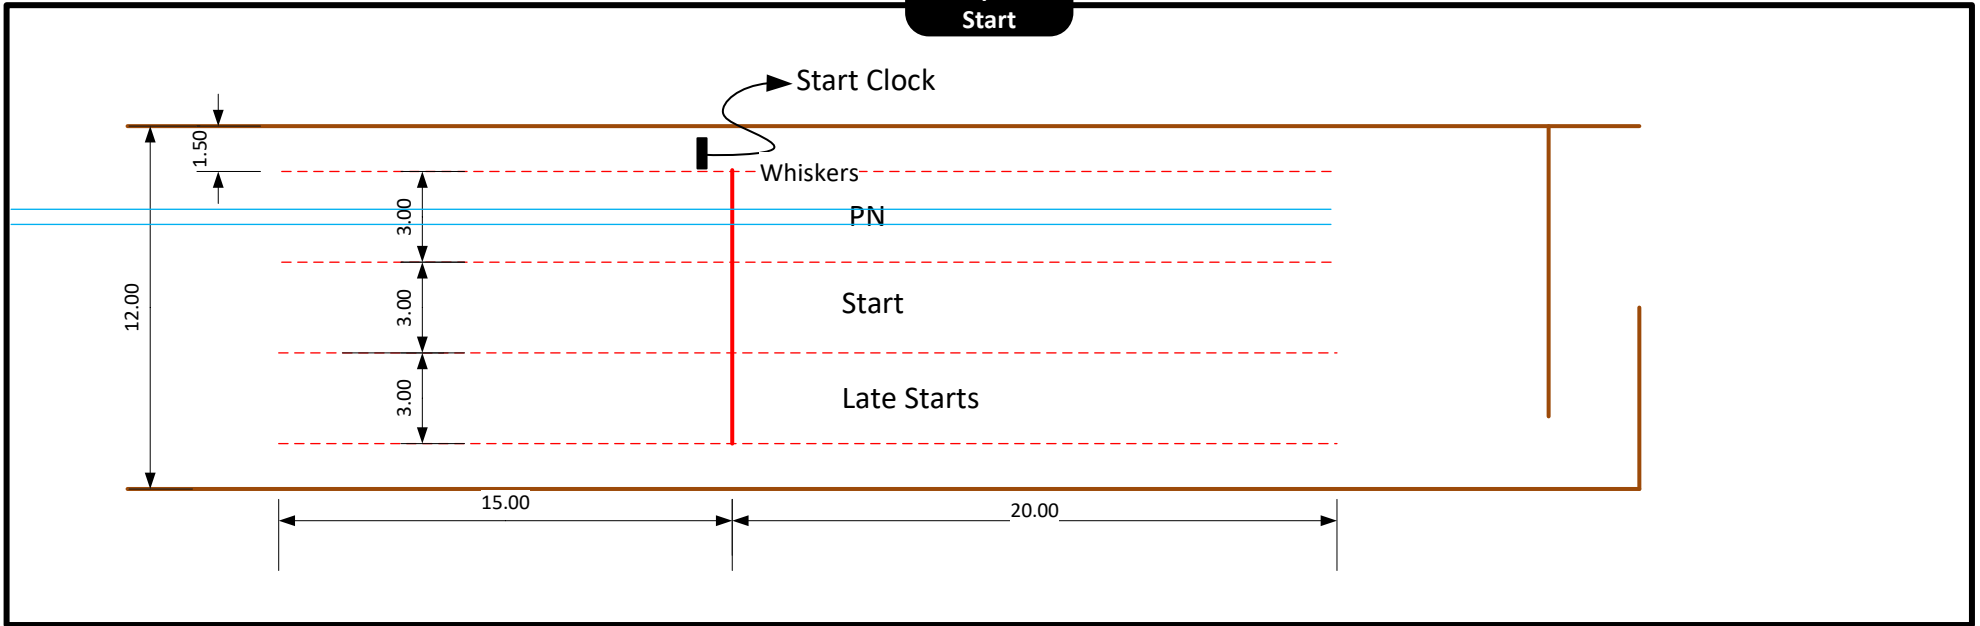 Start
Start Clock
1.50
Whiskers
3.00
PN
12.00
3.00
Start
3.00
Late Starts
15.00
20.00